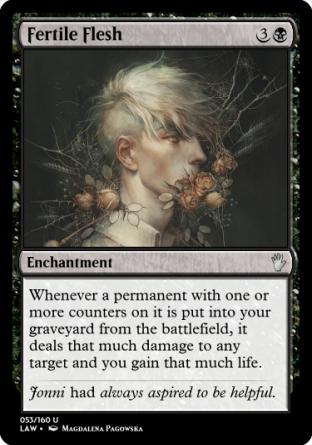 Fertile Flesh 3
Enchantment
Whenever a permanent with one or
more counters on it is put into your
graveyard from the battlefield, it
deals that much damage to any
target and you gain that much life.
Jonni had always aspired to be helpful.
053/160 U
LAW • Magdalena Pagowska